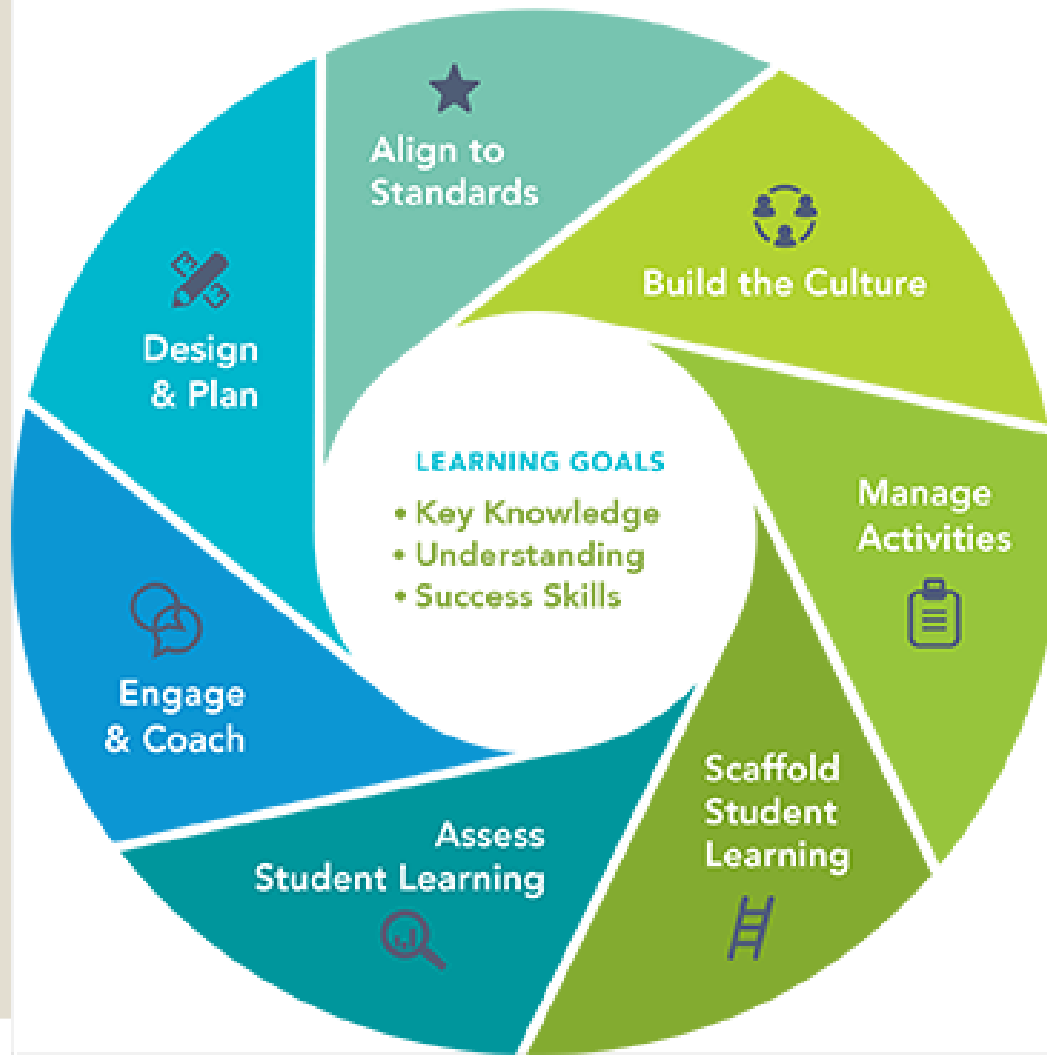 Align to
Standards
Build the Culture
Manage
Activities
Scaffold
Student
Learning
Assess
Student Learning
Engage
& Coach
Design
& Plan
LEARNING GOALS
• Key Knowledge
• Understanding
• Success Skills